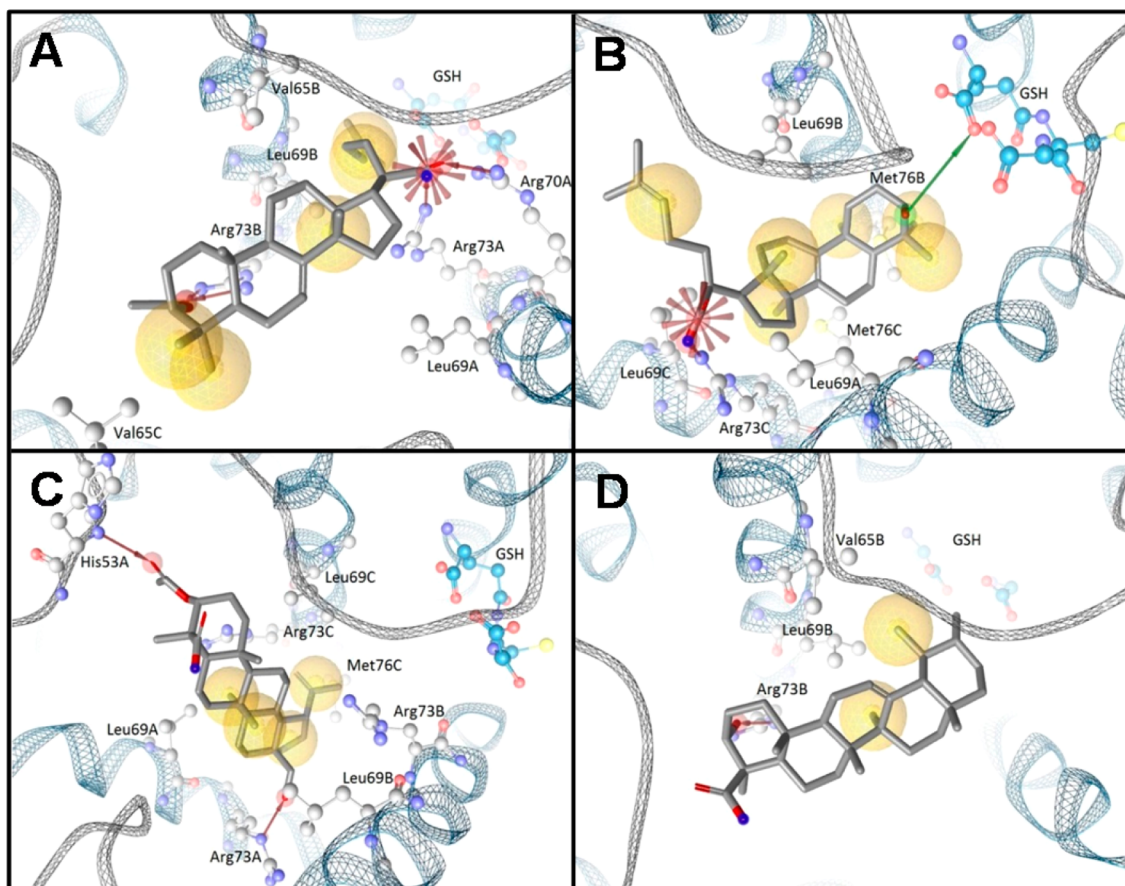 A
Val65B
GSH
Leu69B
Arg70A
Arg73B
Arg73A
Leu69A
Val65C
B
GSH
Leu69B
Met76B
Met76C
Leu69C
Leu69A
Arg73C
C
His53A
GSH
Leu69C
Arg73C
Met76C
Leu69A
Arg73B
Leu69B
Arg73A
D
Val65B
GSH
Leu69B
Arg73B